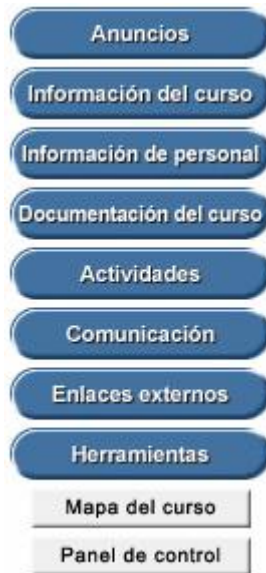 Anuncios
Información del curso
Información de personal
Documentación del curso
Actividades
Comunicación
Enlaces externos
Herramientas
Mapa del curso
Panel de control